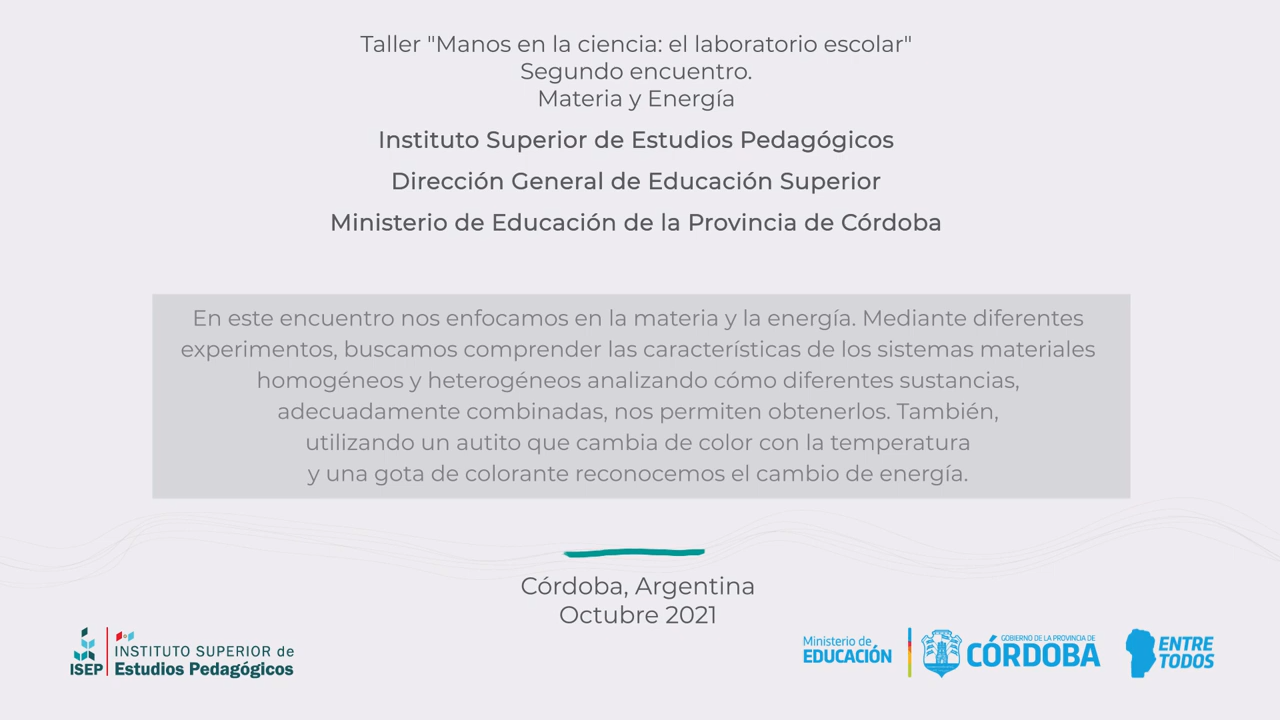 Taller "Manos en la ciencia: el laboratorio escolar"
Segundo encuentro.
Materia y Energía
Instituto Superior de Estudios Pedagógicos
Dirección General de Educación Superior
Ministerio de Educación de la Provincia de Córdoba
En este encuentro nos enfocamos en la materia y la energía. Mediante diferentes
experimentos, buscamos comprender las características de los sistemas materiales
homogéneos y heterogéneos analizando cómo diferentes sustancias,
adecuadamente combinadas, nos permiten obtenerlos. También,
utilizando un autito que cambia de color con la temperatura
y una gota de colorante reconocemos el cambio de energía.
Córdoba, Argentina
Octubre 2021
ISEP
INSTITUTO SUPERIOR de
Estudios Pedagógicos
Ministerio de
EDUCACIÓN
GOBIERNO DE LA PROVINCIA DE
CÓRDOBA
ENTRE
TODOS